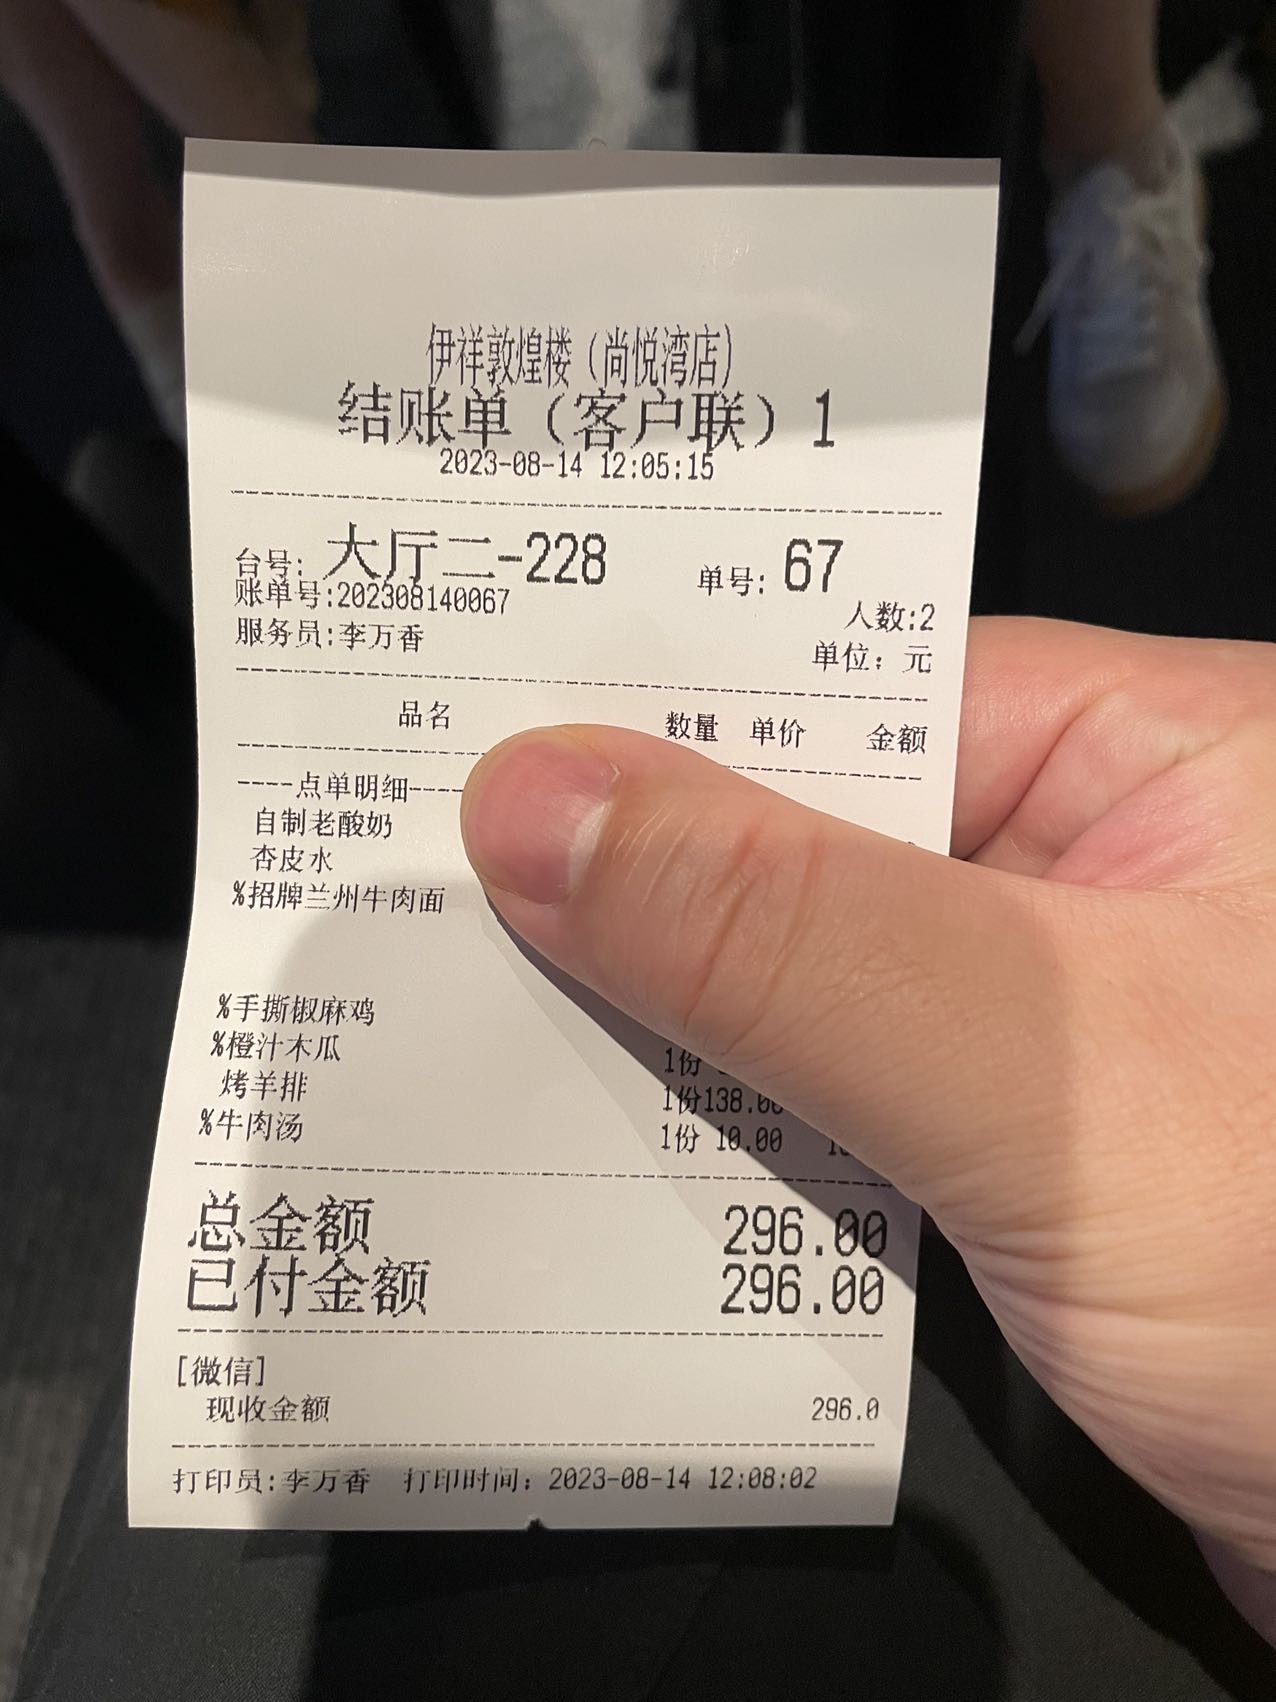 伊祥敦煌楼（尚悦湾店）
结账单（客户联）1
2023-08-14 12:05:15
台号: 大厅二-228 单号: 67
账单号:202308140067
人数:2
服务员:李万香
单位：元
品名 数量 单价 金额
----点单明细----
自制老酸奶
杏皮水
%招牌兰州牛肉面
%手撕椒麻鸡
%橙汁木瓜 1份
烤羊排 1份138.00
%牛肉汤 1份 10.00
总金额 296.00
已付金额 296.00
[微信]
现收金额 296.0
打印员:李万香 打印时间：2023-08-14 12:08:02